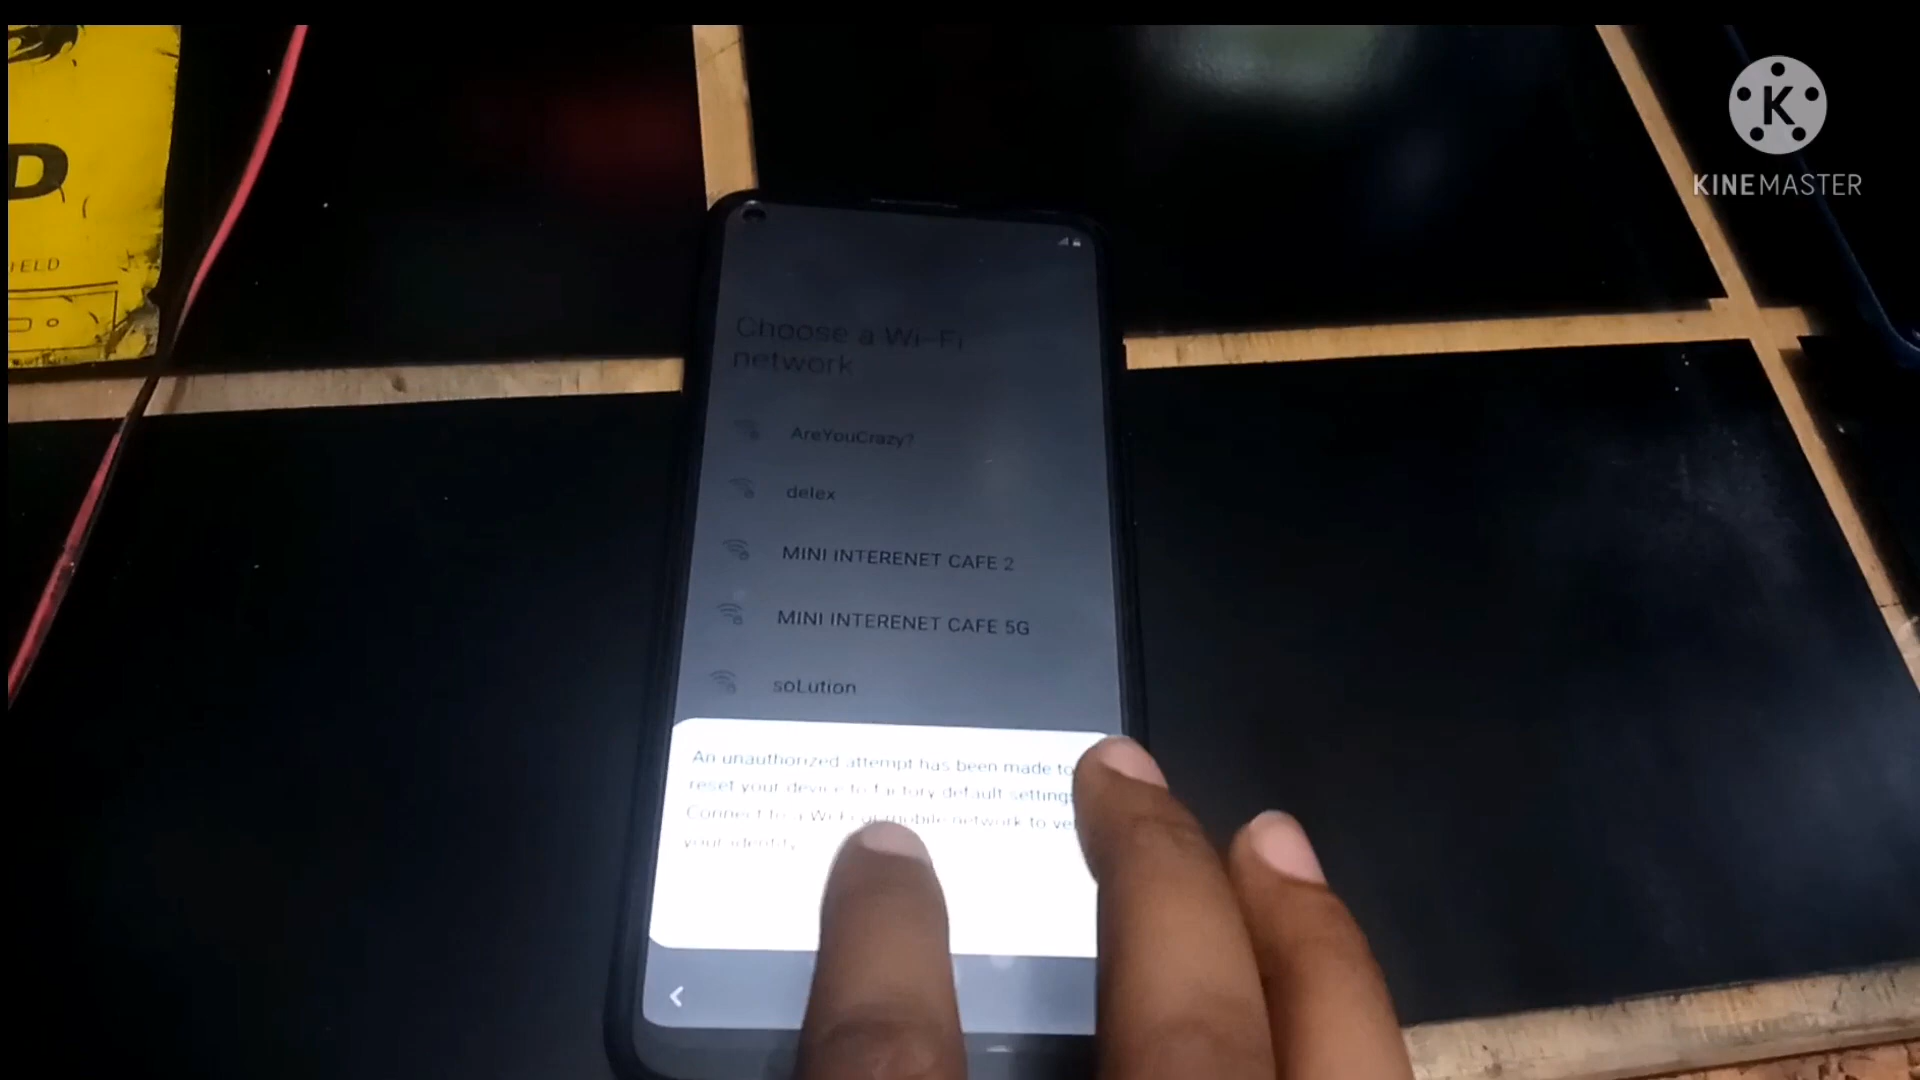 D
IELD
K
KINEMASTER
Choose a Wi-Fi
network
AreYouCrazy?
delex
MINI INTERENET CAFE 2
MINI INTERENET CAFE 5G
soLution
An unauthorized attempt has been made to
reset your device to factory default settings
Connect to a Wi-Fi or mobile network to
your identity.